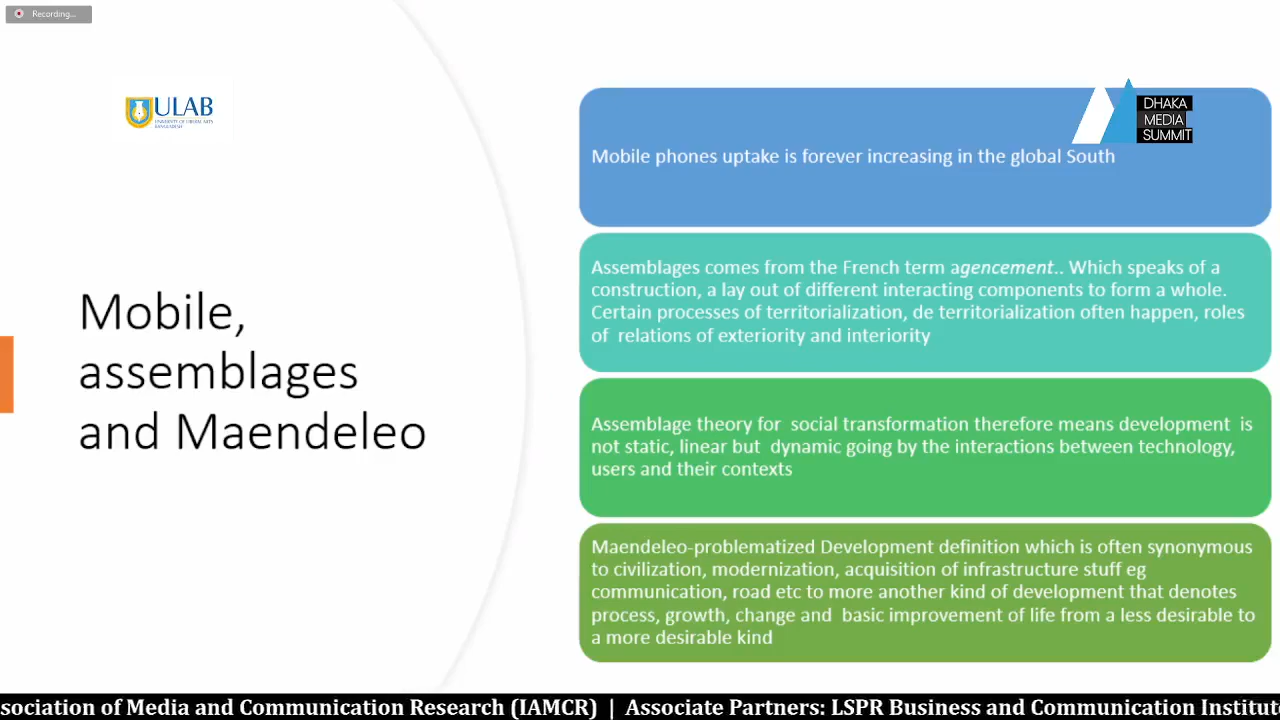 Recording...
ULAB
UNIVERSITY OF LIBERAL ARTS
BANGLADESH
DHAKA
MEDIA
SUMMIT
Mobile,
assemblages
and Maendeleo
Mobile phones uptake is forever increasing in the global South
Assemblages comes from the French term agencement.. Which speaks of a
construction, a lay out of different interacting components to form a whole.
Certain processes of territorialization, de territorialization often happen, roles
of relations of exteriority and interiority
Assemblage theory for social transformation therefore means development is
not static, linear but dynamic going by the interactions between technology,
users and their contexts
Maendeleo-problematized Development definition which is often synonymous
to civilization, modernization, acquisition of infrastructure stuff eg
communication, road etc to more another kind of development that denotes
process, growth, change and basic improvement of life from a less desirable to
a more desirable kind
sociation of Media and Communication Research (IAMCR) | Associate Partners: LSPR Business and Communication Institut